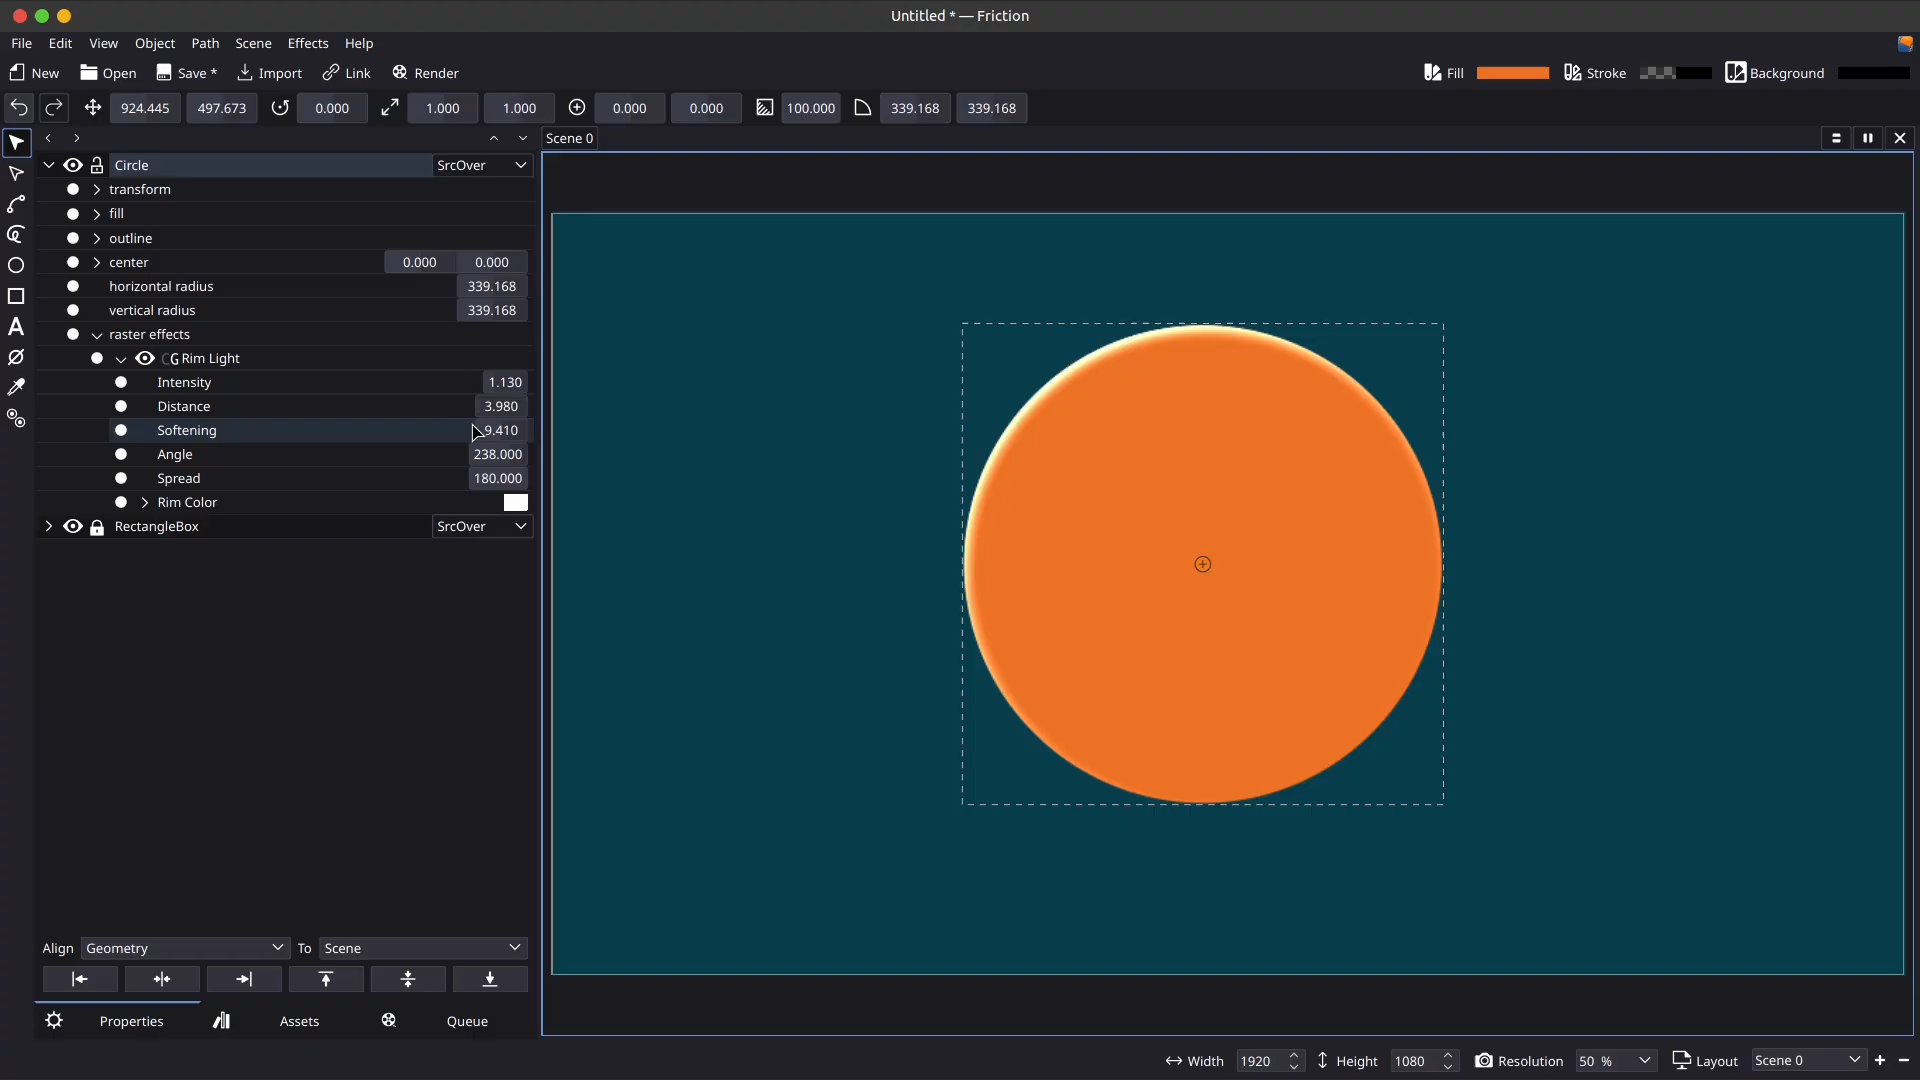 Untitled * — Friction
File Edit View Object Path Scene Effects Help
New Open Save * Import Link Render Fill Stroke Background
924.445 497.673 0.000 1.000 1.000 0.000 0.000 100.000 339.168 339.168
Scene 0
Circle SrcOver
transform
fill
outline
center 0.000 0.000
horizontal radius 339.168
vertical radius 339.168
raster effects
CG Rim Light
Intensity 1.130
Distance 3.980
Softening 9.410
Angle 238.000
Spread 180.000
Rim Color
RectangleBox SrcOver
Align Geometry To Scene
Properties Assets Queue
Width 1920 Height 1080 Resolution 50 % Layout Scene 0